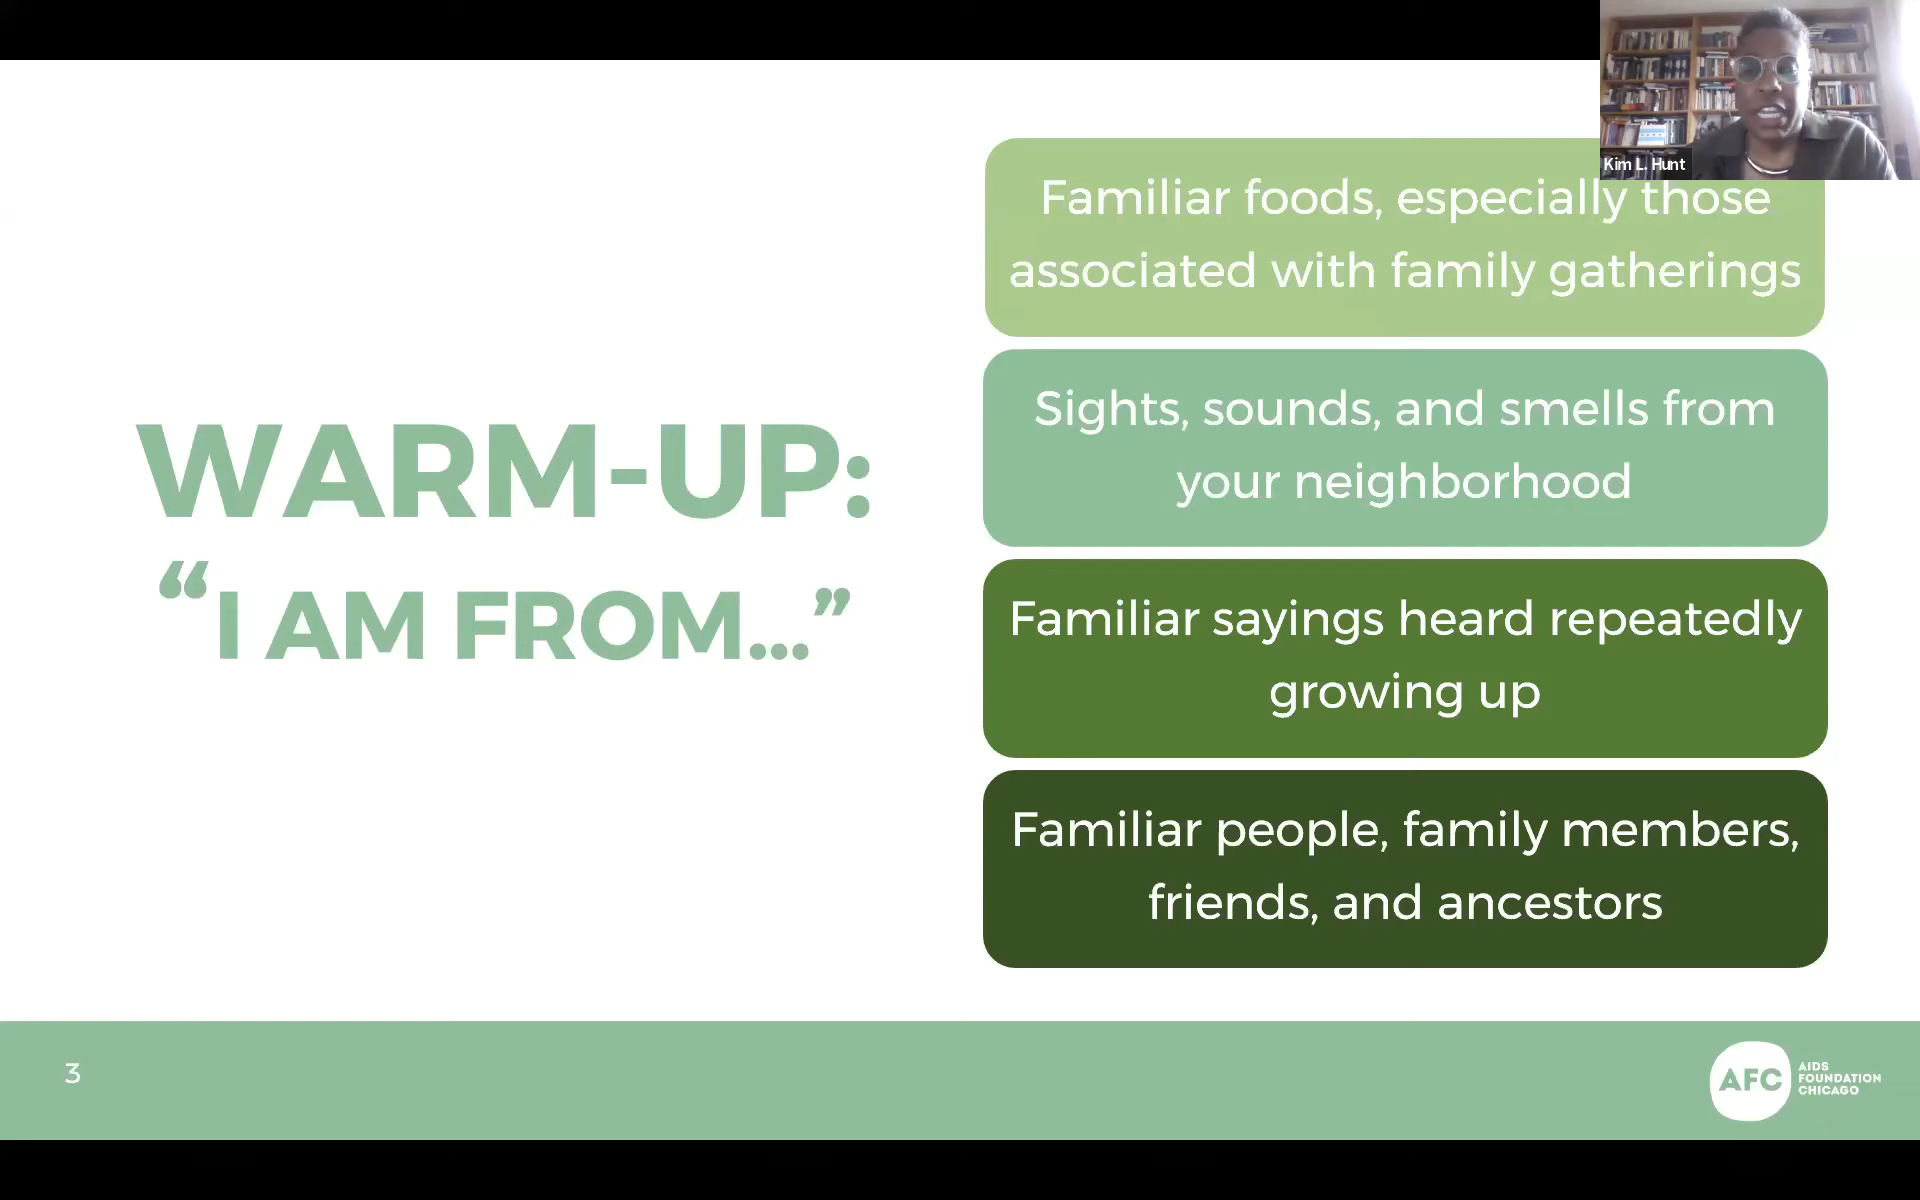 Kim L. Hunt
WARM-UP:
“I AM FROM...”
Familiar foods, especially those
associated with family gatherings
Sights, sounds, and smells from
your neighborhood
Familiar sayings heard repeatedly
growing up
Familiar people, family members,
friends, and ancestors
3
AFC
AIDS
FOUNDATION
CHICAGO